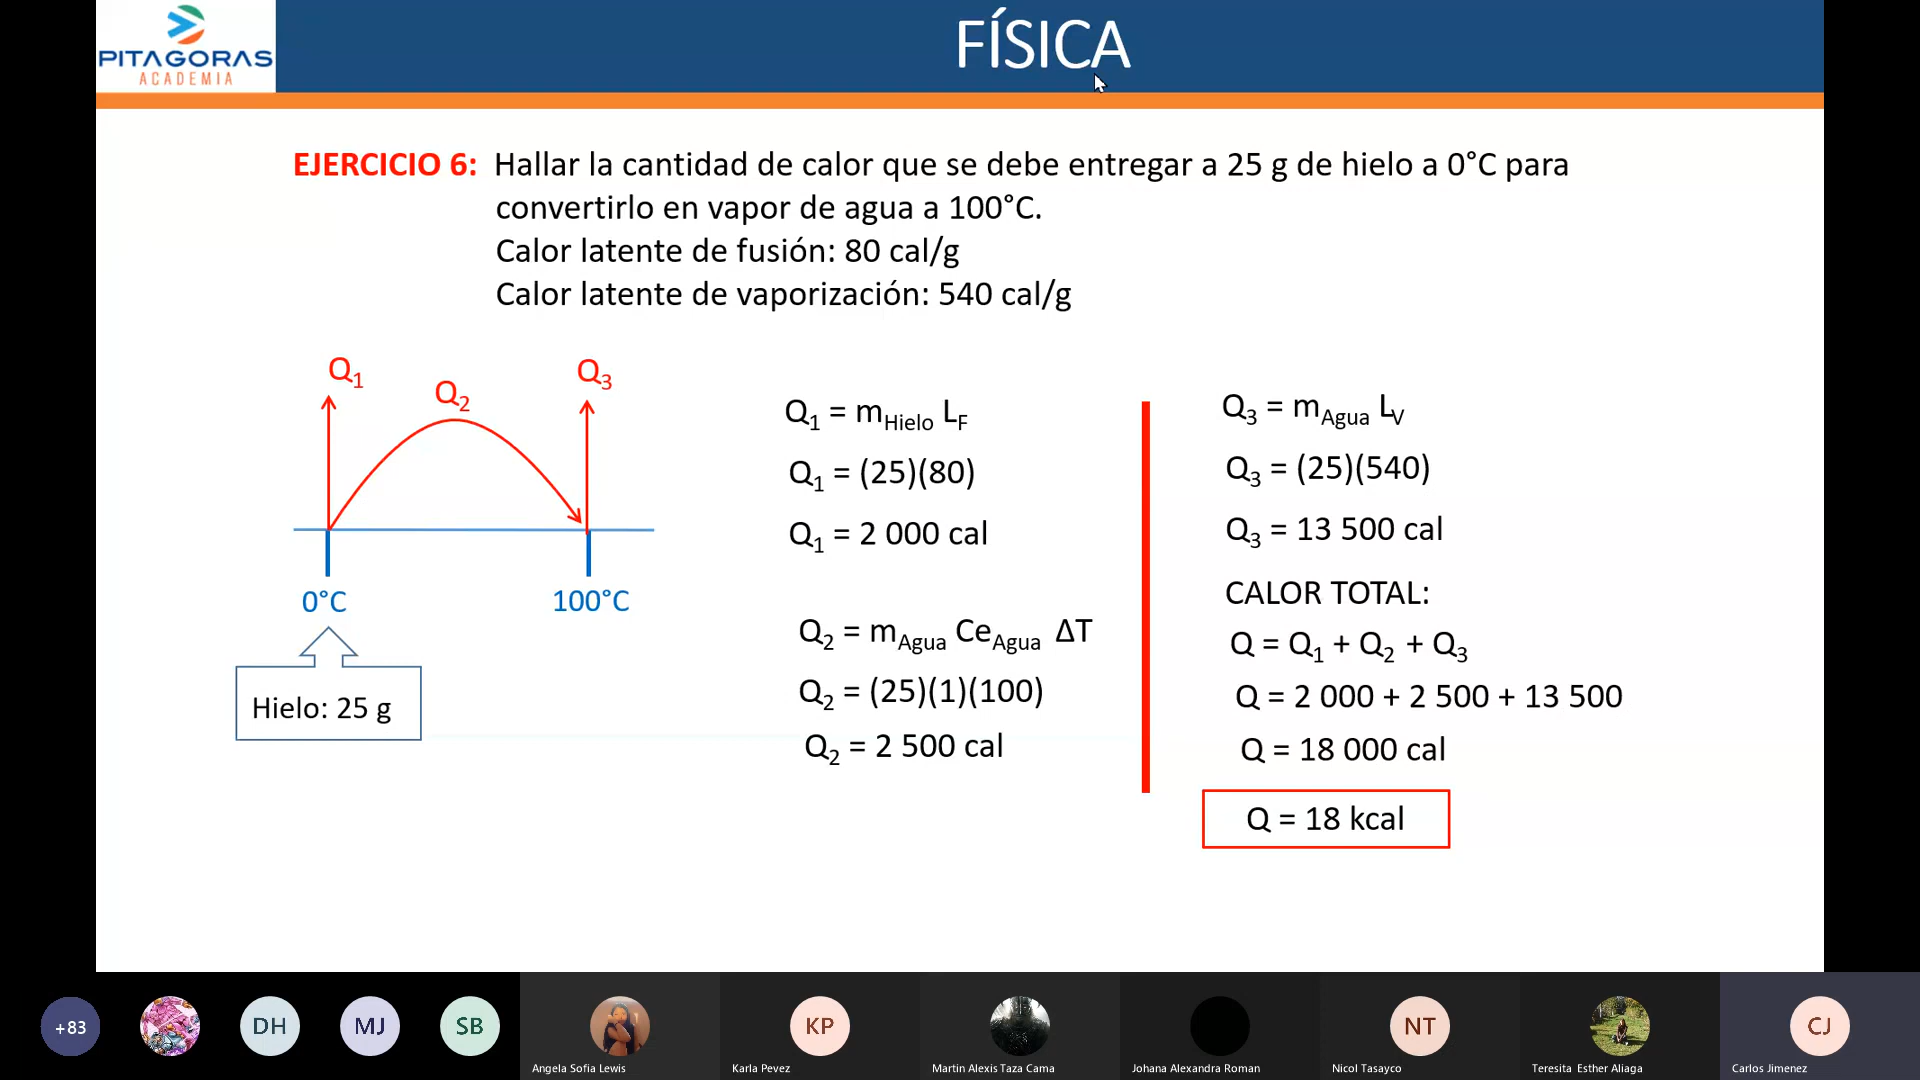 PITAGORAS
ACADEMIA
FÍSICA
EJERCICIO 6: Hallar la cantidad de calor que se debe entregar a 25 g de hielo a 0°C para
convertirlo en vapor de agua a 100°C.
Calor latente de fusión: 80 cal/g
Calor latente de vaporización: 540 cal/g
Q1
Q2
Q3
0°C
100°C
Hielo: 25 g
Q1 = mHielo LF
Q1 = (25)(80)
Q1 = 2 000 cal
Q2 = mAgua CeAgua ΔT
Q2 = (25)(1)(100)
Q2 = 2 500 cal
Q3 = mAgua LV
Q3 = (25)(540)
Q3 = 13 500 cal
CALOR TOTAL:
Q = Q1 + Q2 + Q3
Q = 2 000 + 2 500 + 13 500
Q = 18 000 cal
Q = 18 kcal
+83
DH
MJ
SB
Angela Sofia Lewis
KP
Karla Pevez
Martin Alexis Taza Cama
Johana Alexandra Roman
NT
Nicol Tasayco
Teresita Esther Aliaga
CJ
Carlos Jimenez